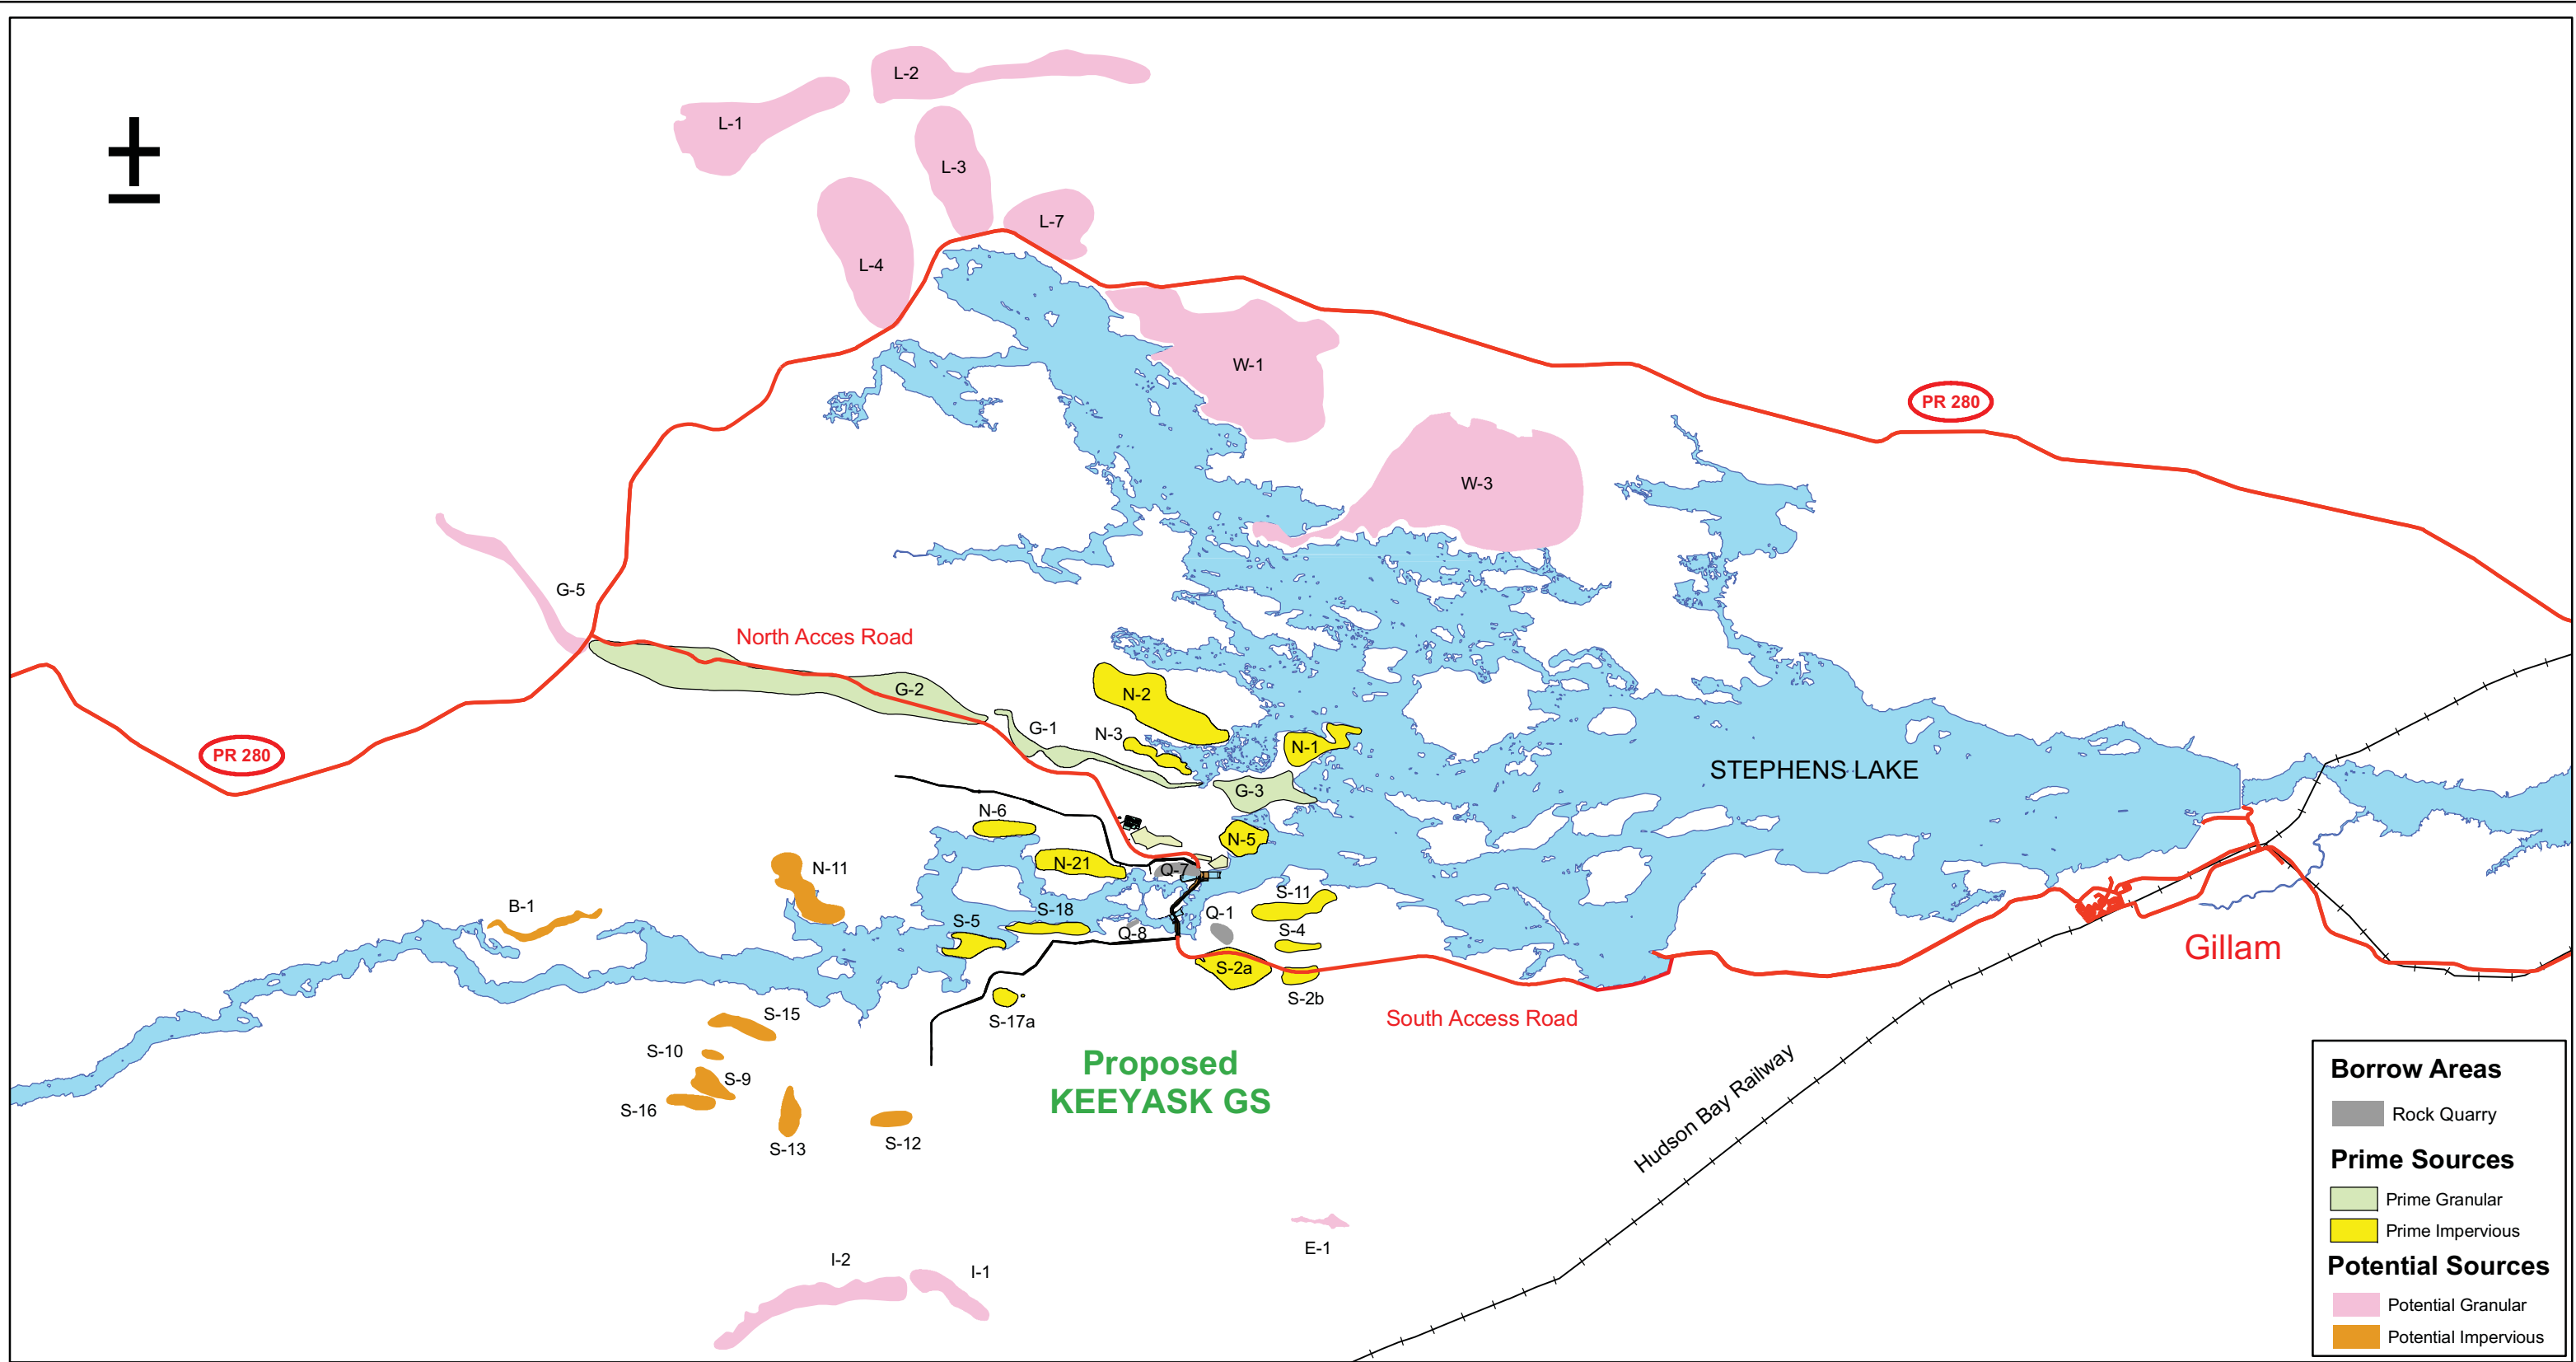 L-2
L-1
L-3
L-7
L-4
W-1
PR 280
W-3
G-5
North Acces Road
G-2
N-2
G-1
N-3
N-1
PR 280
STEPHENS LAKE
G-3
N-6
N-5
N-21
Q-7
N-11
S-11
B-1
S-18
Q-1
S-5
S-4
Q-8
Gillam
S-2a
S-2b
S-15
S-17a
South Access Road
S-10
Proposed
KEEYASK GS
S-9
S-16
S-13
S-12
Hudson Bay Railway
E-1
I-2
I-1
Borrow Areas
Rock Quarry
Prime Sources
Prime Granular
Prime Impervious
Potential Sources
Potential Granular
Potential Impervious